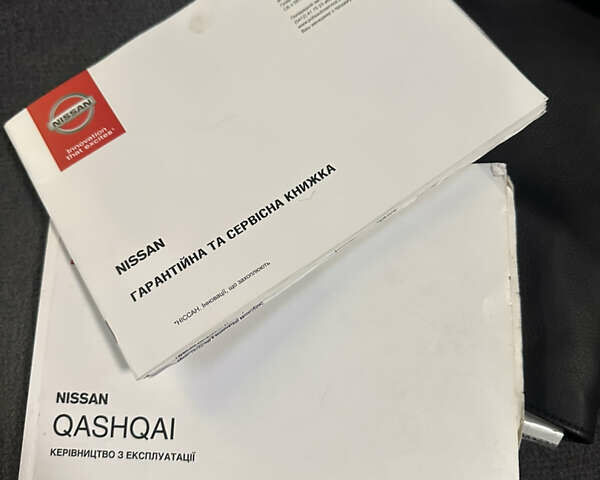 NISSAN
Innovation
that excites*
NISSAN
ГАРАНТІЙНА ТА СЕРВІСНА КНИЖКА
*НІССАН. Інновації, що захоплюють
NISSAN
QASHQAI
КЕРІВНИЦТВО З ЕКСПЛУАТАЦІЇ